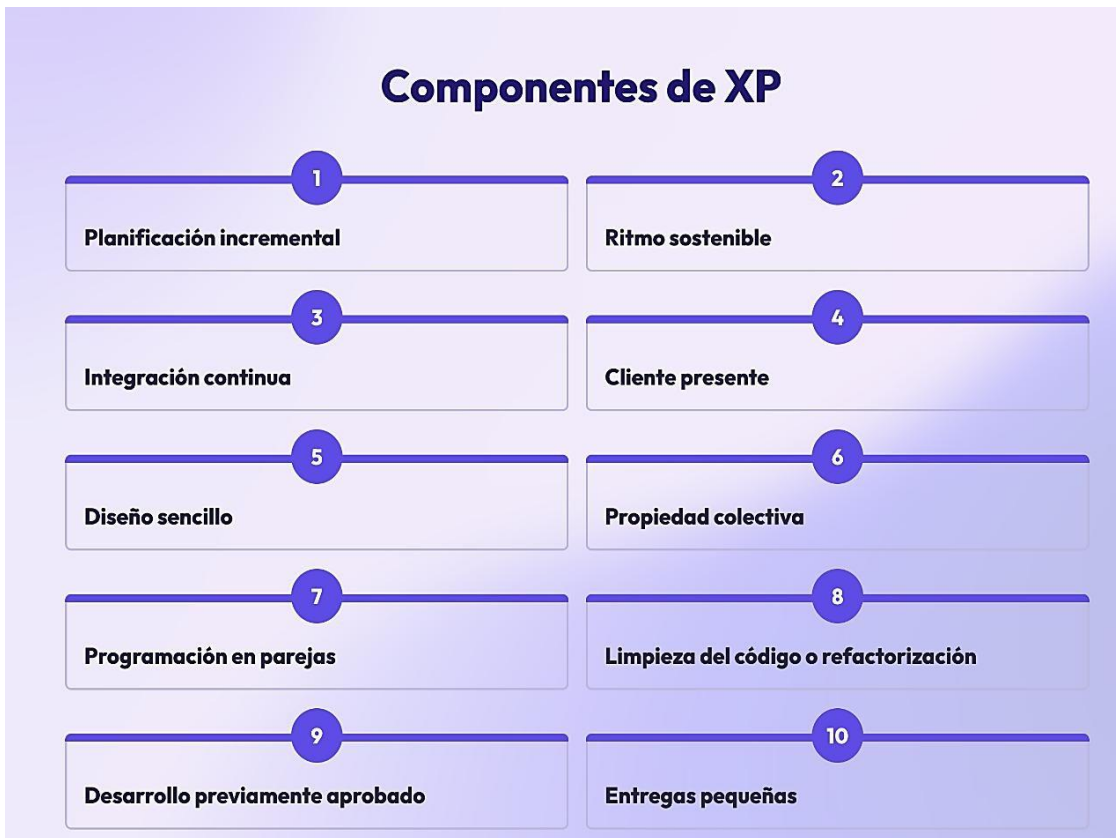 Componentes de XP
1
Planificación incremental
2
Ritmo sostenible
3
Integración continua
4
Cliente presente
5
Diseño sencillo
6
Propiedad colectiva
7
Programación en parejas
8
Limpieza del código o refactorización
9
Desarrollo previamente aprobado
10
Entregas pequeñas